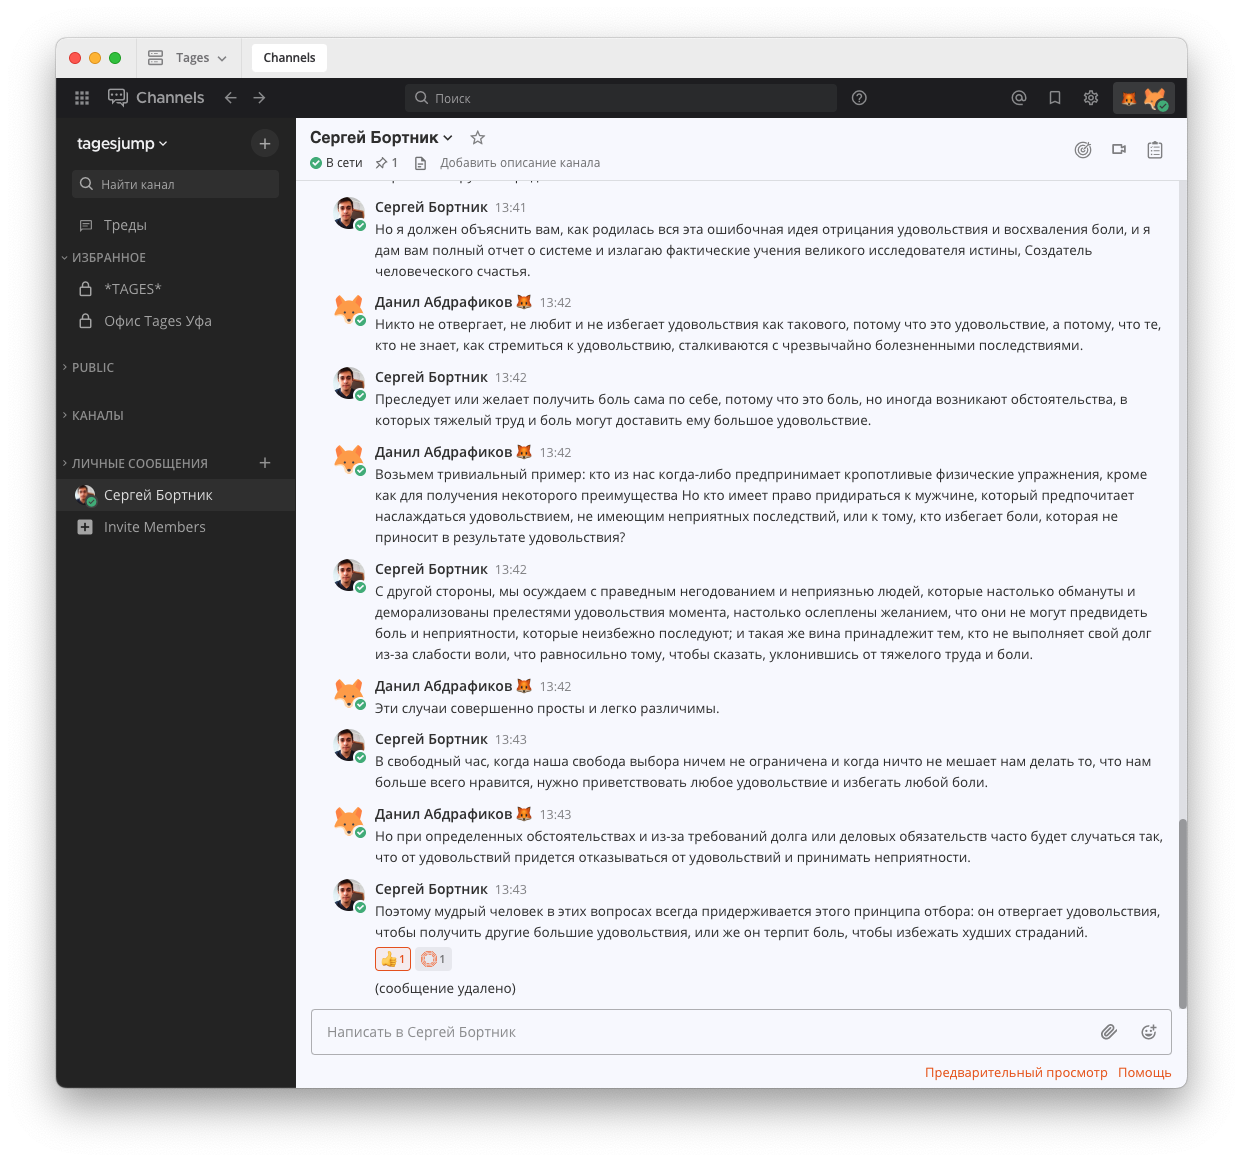 Tages
Channels
Channels
Поиск
tagesjump
Найти канал
Треды
ИЗБРАННОЕ
*TAGES*
Офис Tages Уфа
PUBLIC
КАНАЛЫ
ЛИЧНЫЕ СООБЩЕНИЯ
Сергей Бортник
Invite Members
Сергей Бортник
В сети 1 Добавить описание канала
Сергей Бортник 13:41
Но я должен объяснить вам, как родилась вся эта ошибочная идея отрицания удовольствия и восхваления боли, и я
дам вам полный отчет о системе и излагаю фактические учения великого исследователя истины, Создатель
человеческого счастья.
Данил Абдрафиков 🦊 13:42
Никто не отвергает, не любит и не избегает удовольствия как такового, потому что это удовольствие, а потому, что те,
кто не знает, как стремиться к удовольствию, сталкиваются с чрезвычайно болезненными последствиями.
Сергей Бортник 13:42
Преследует или желает получить боль сама по себе, потому что это боль, но иногда возникают обстоятельства, в
которых тяжелый труд и боль могут доставить ему большое удовольствие.
Данил Абдрафиков 🦊 13:42
Возьмем тривиальный пример: кто из нас когда-либо предпринимает кропотливые физические упражнения, кроме
как для получения некоторого преимущества Но кто имеет право придираться к мужчине, который предпочитает
наслаждаться удовольствием, не имеющим неприятных последствий, или к тому, кто избегает боли, которая не
приносит в результате удовольствия?
Сергей Бортник 13:42
С другой стороны, мы осуждаем с праведным негодованием и неприязнью людей, которые настолько обмануты и
деморализованы прелестями удовольствия момента, настолько ослеплены желанием, что они не могут предвидеть
боль и неприятности, которые неизбежно последуют; и такая же вина принадлежит тем, кто не выполняет свой долг
из-за слабости воли, что равносильно тому, чтобы сказать, уклонившись от тяжелого труда и боли.
Данил Абдрафиков 🦊 13:42
Эти случаи совершенно просты и легко различимы.
Сергей Бортник 13:43
В свободный час, когда наша свобода выбора ничем не ограничена и когда ничто не мешает нам делать то, что нам
больше всего нравится, нужно приветствовать любое удовольствие и избегать любой боли.
Данил Абдрафиков 🦊 13:43
Но при определенных обстоятельствах и из-за требований долга или деловых обязательств часто будет случаться так,
что от удовольствий придется отказываться от удовольствий и принимать неприятности.
Сергей Бортник 13:43
Поэтому мудрый человек в этих вопросах всегда придерживается этого принципа отбора: он отвергает удовольствия,
чтобы получить другие большие удовольствия, или же он терпит боль, чтобы избежать худших страданий.
👍 1 1
(сообщение удалено)
Написать в Сергей Бортник
Предварительный просмотр Помощь